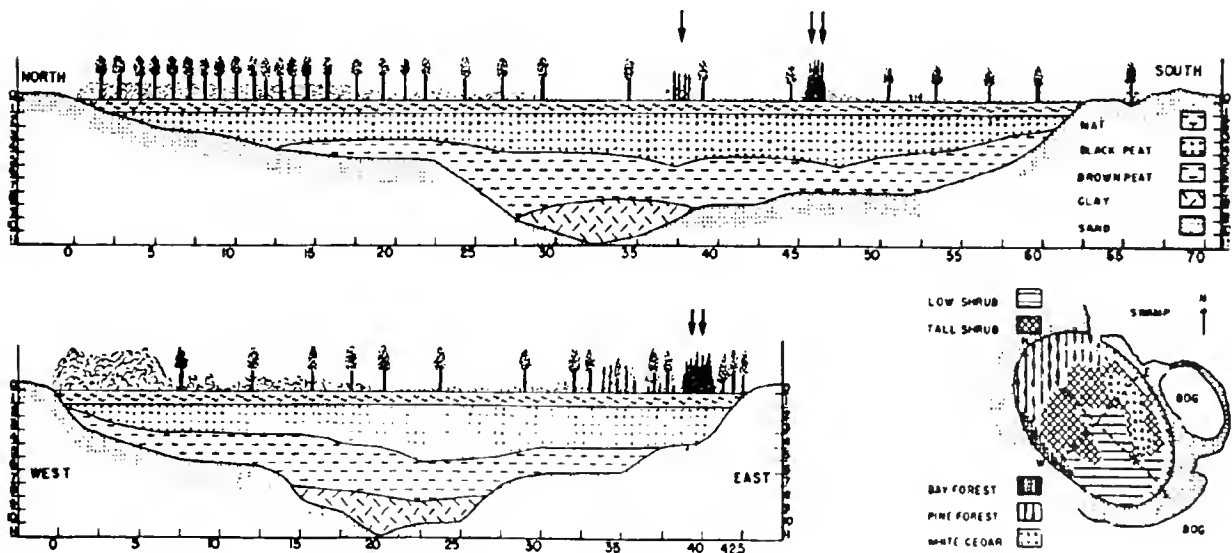 NORTH
SOUTH
MAT
BLACK PEAT
BROWN PEAT
CLAY
SAND
0 5 10 15 20 25 30 35 40 45 50 55 60 65 70
LOW SHRUB
TALL SHRUB
SWAMP
N
BOG
WEST
EAST
W
BAY FOREST
PINE FOREST
WHITE CEDAR
BOG
0 5 10 15 20 25 30 35 40 42.5